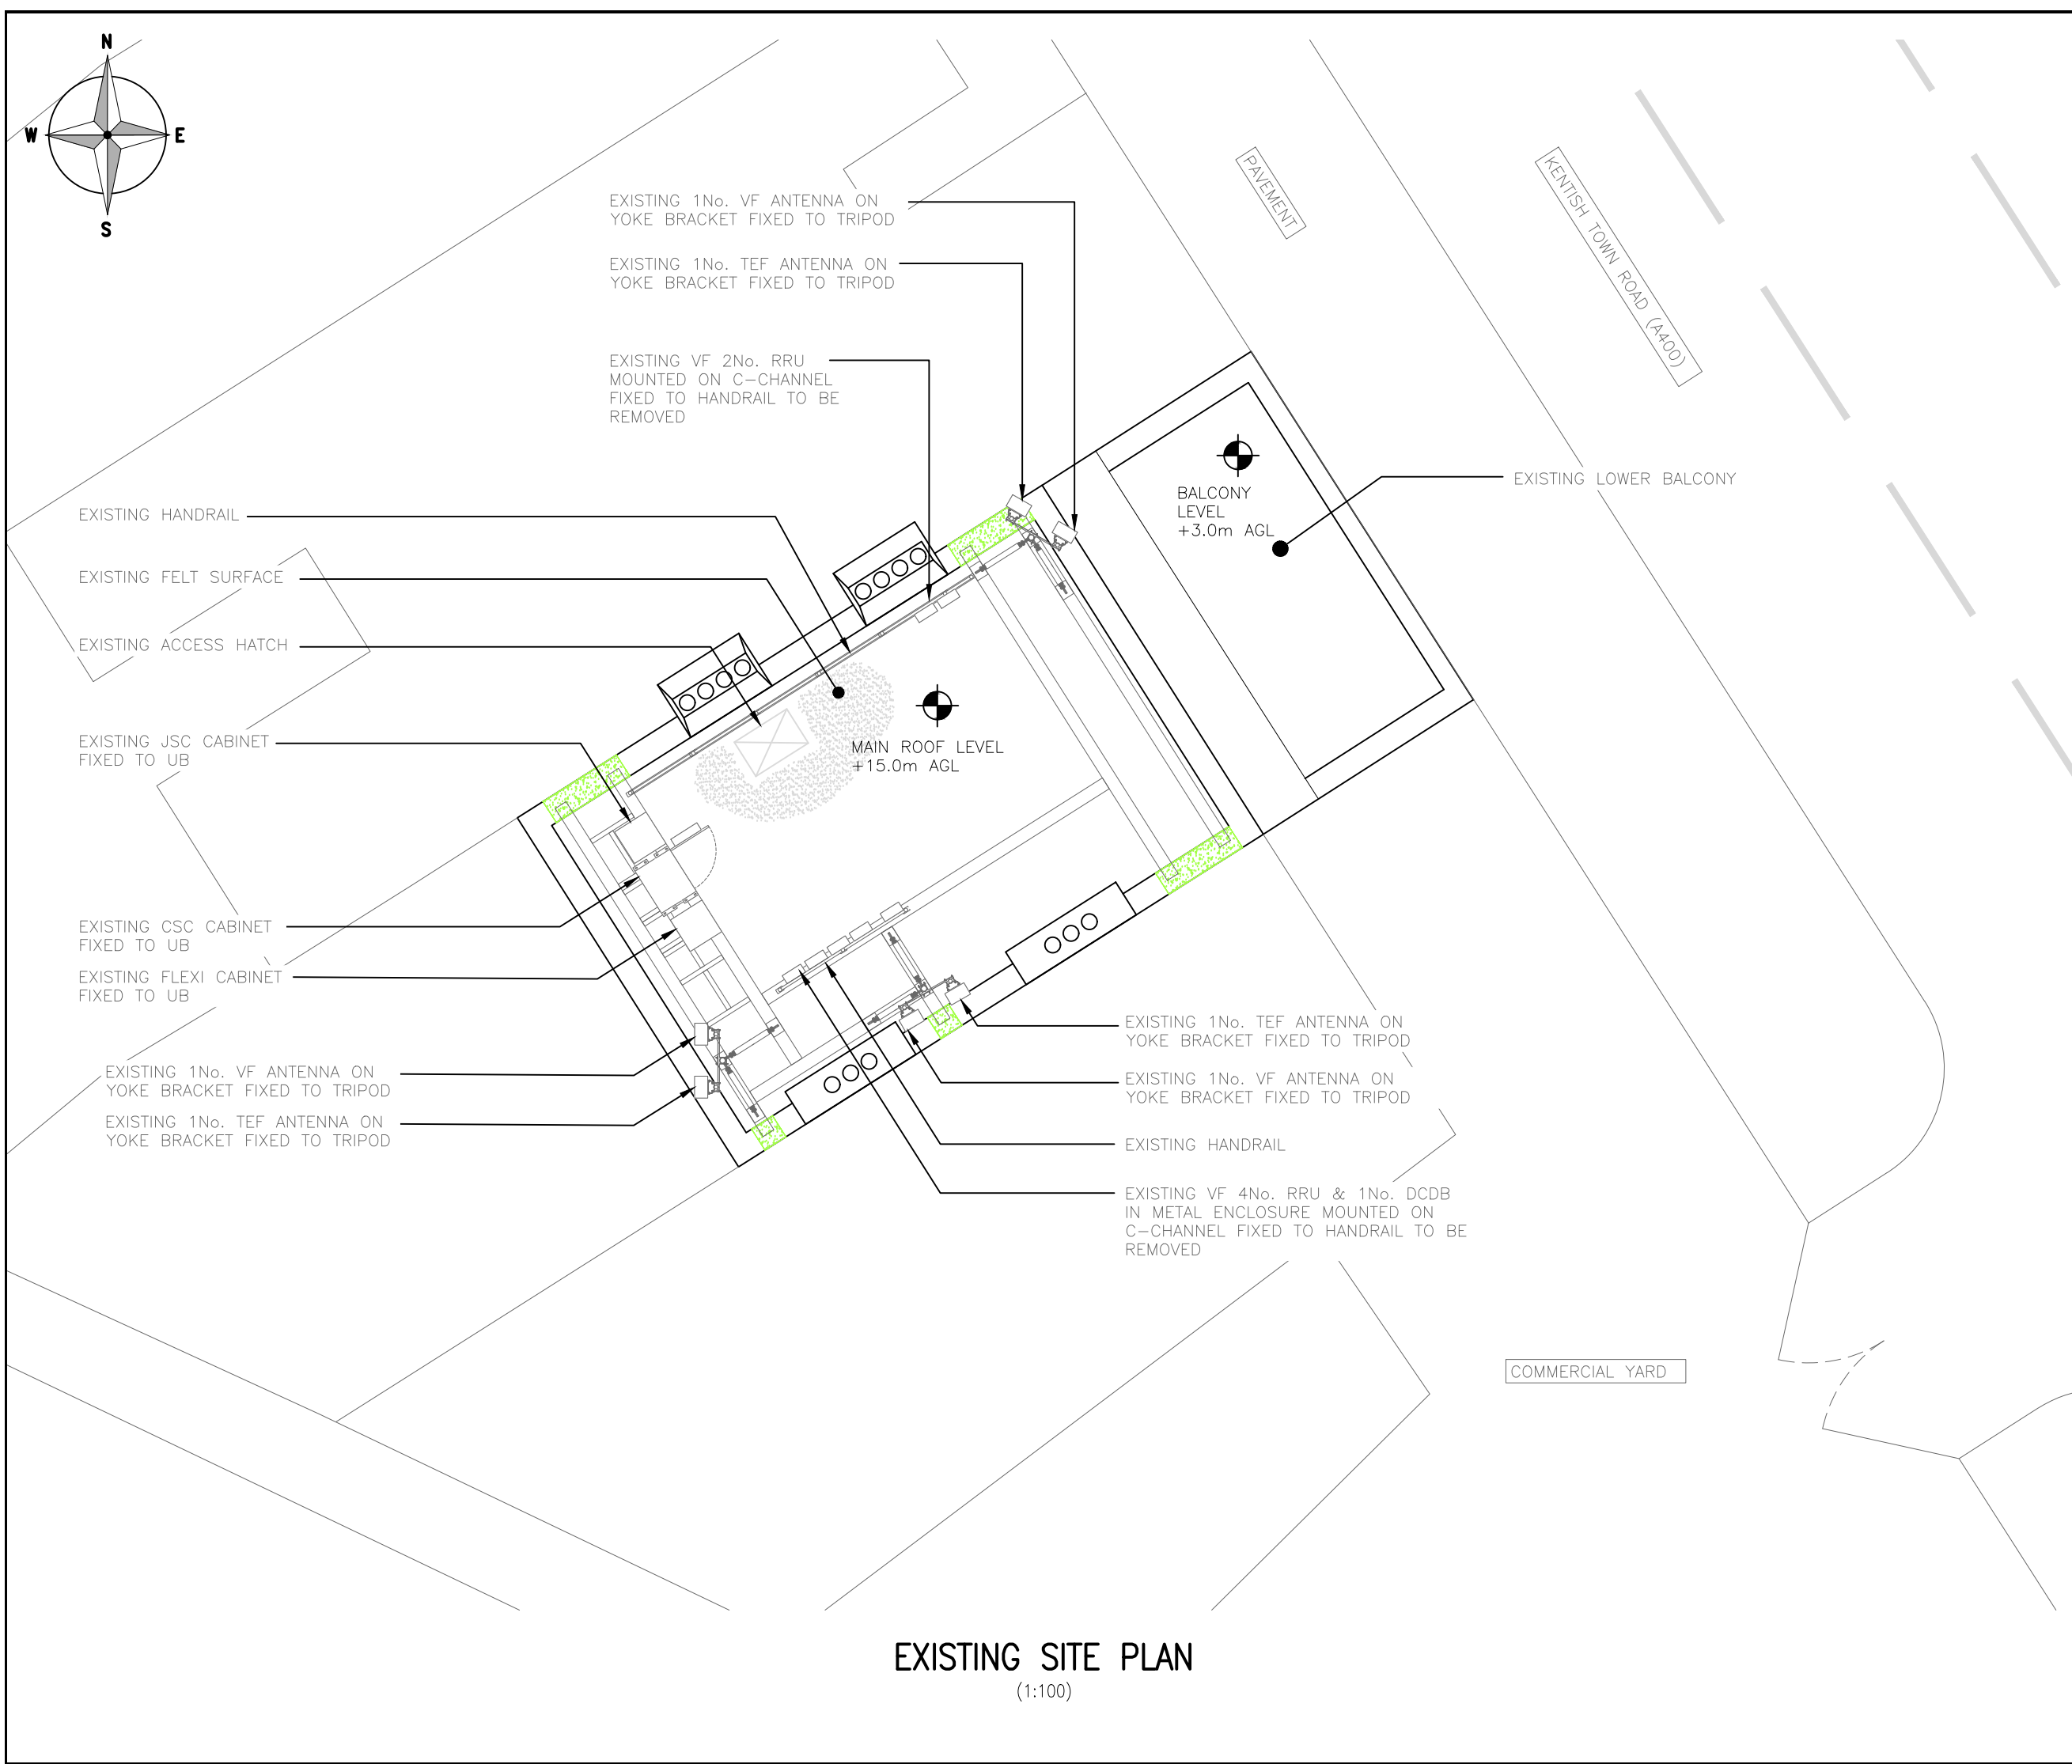 N
W
E
S
EXISTING 1No. VF ANTENNA ON
YOKE BRACKET FIXED TO TRIPOD
EXISTING 1No. TEF ANTENNA ON
YOKE BRACKET FIXED TO TRIPOD
EXISTING VF 2No. RRU
MOUNTED ON C-CHANNEL
FIXED TO HANDRAIL TO BE
REMOVED
PAVEMENT
KENTISH TOWN ROAD (A400)
EXISTING LOWER BALCONY
BALCONY
LEVEL
+3.0m AGL
EXISTING HANDRAIL
EXISTING FELT SURFACE
EXISTING ACCESS HATCH
EXISTING JSC CABINET
FIXED TO UB
MAIN ROOF LEVEL
+15.0m AGL
EXISTING CSC CABINET
FIXED TO UB
EXISTING FLEXI CABINET
FIXED TO UB
EXISTING 1No. VF ANTENNA ON
YOKE BRACKET FIXED TO TRIPOD
EXISTING 1No. TEF ANTENNA ON
YOKE BRACKET FIXED TO TRIPOD
EXISTING 1No. TEF ANTENNA ON
YOKE BRACKET FIXED TO TRIPOD
EXISTING 1No. VF ANTENNA ON
YOKE BRACKET FIXED TO TRIPOD
EXISTING HANDRAIL
EXISTING VF 4No. RRU & 1No. DCDB
IN METAL ENCLOSURE MOUNTED ON
C-CHANNEL FIXED TO HANDRAIL TO BE
REMOVED
COMMERCIAL YARD
EXISTING SITE PLAN
(1:100)